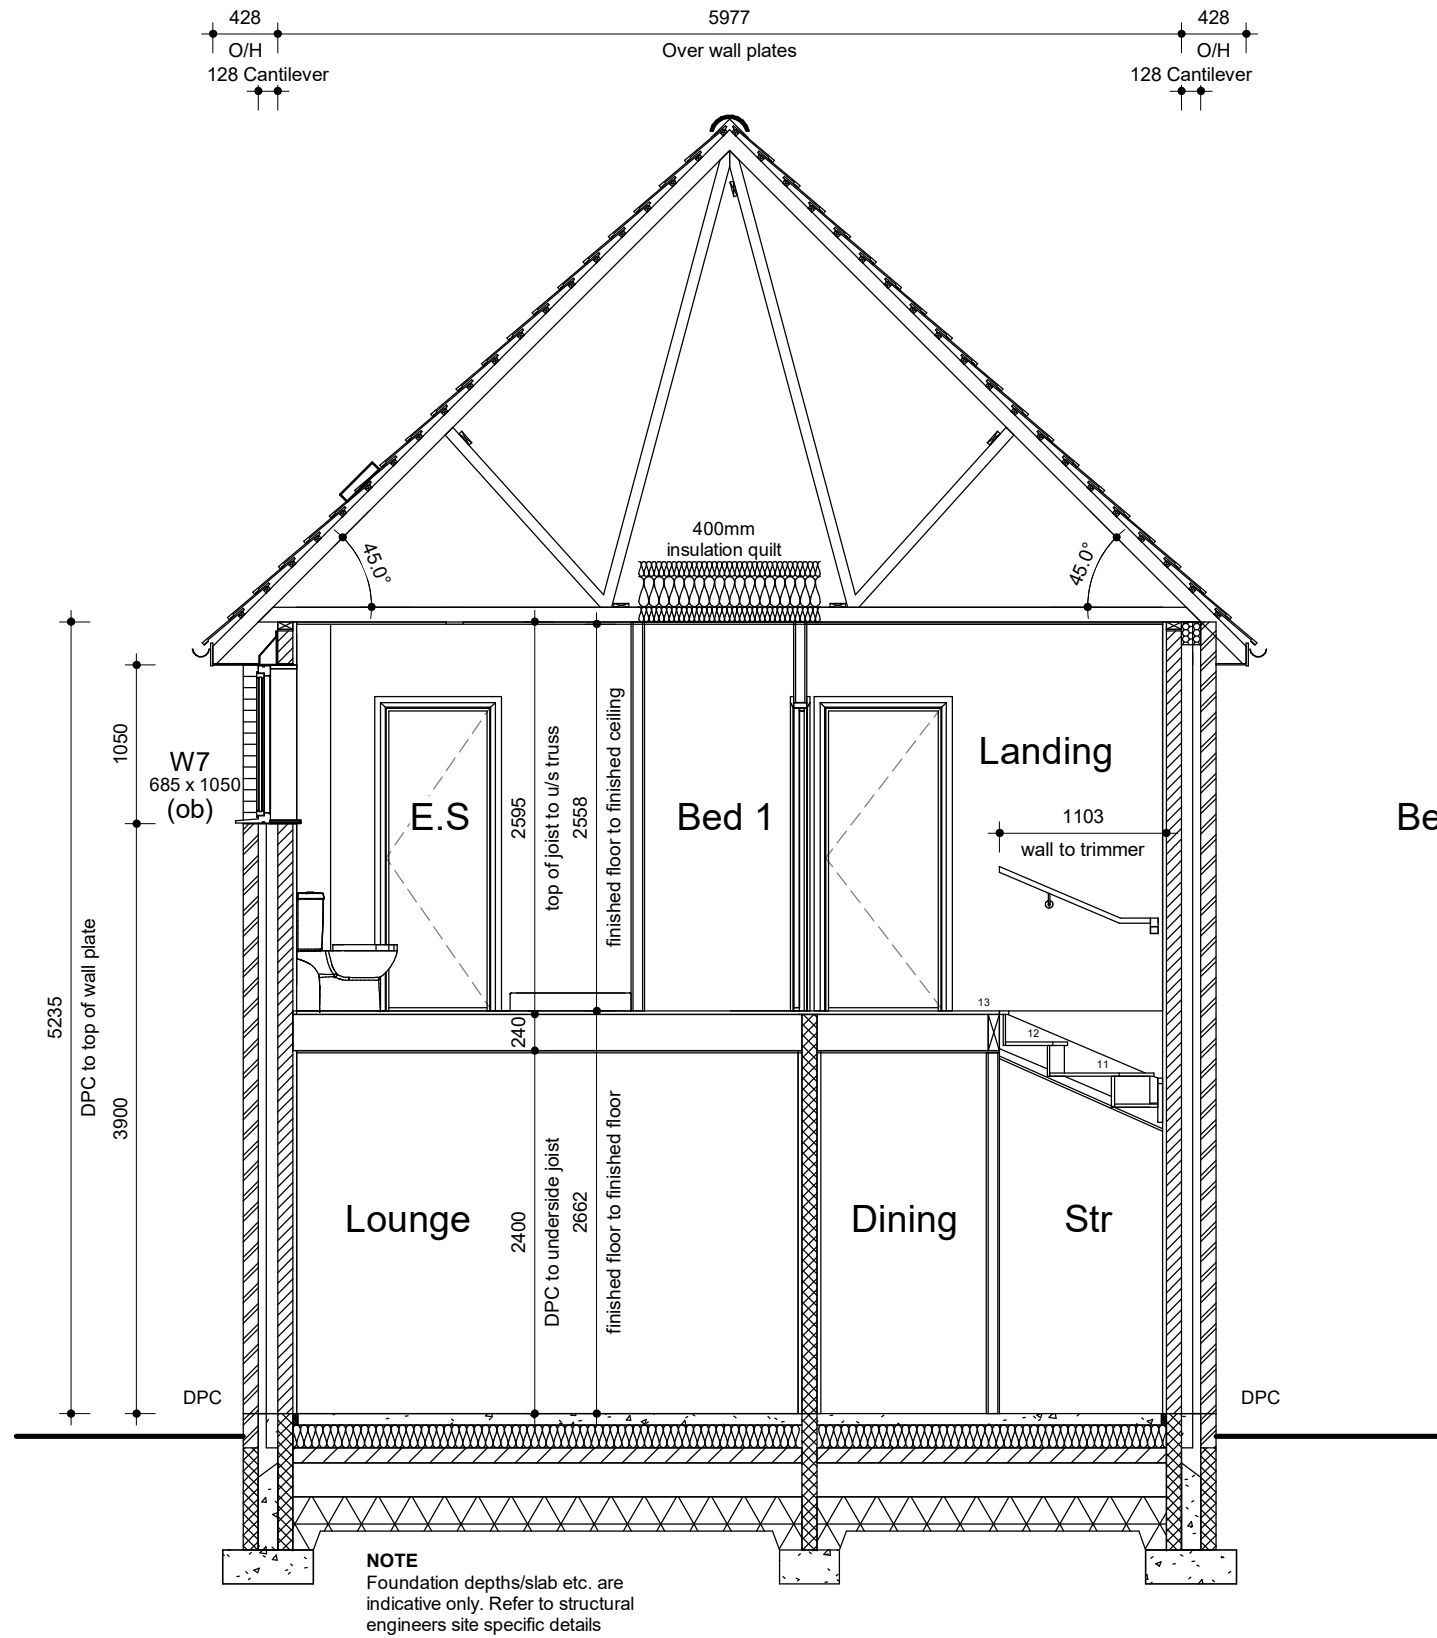 428
5977
428
O/H
Over wall plates
O/H
128 Cantilever
128 Cantilever
400mm
insulation quilt
45.0°
45.0°
1050
W7
685 x 1050
(ob)
E.S
2595
top of joist to u/s truss
2558
finished floor to finished ceiling
Bed 1
Landing
Be
1103
wall to trimmer
5235
DPC to top of wall plate
3900
240
13
12
11
Lounge
2400
DPC to underside joist
2662
finished floor to finished floor
Dining
Str
DPC
DPC
NOTE
Foundation depths/slab etc. are
indicative only. Refer to structural
engineers site specific details